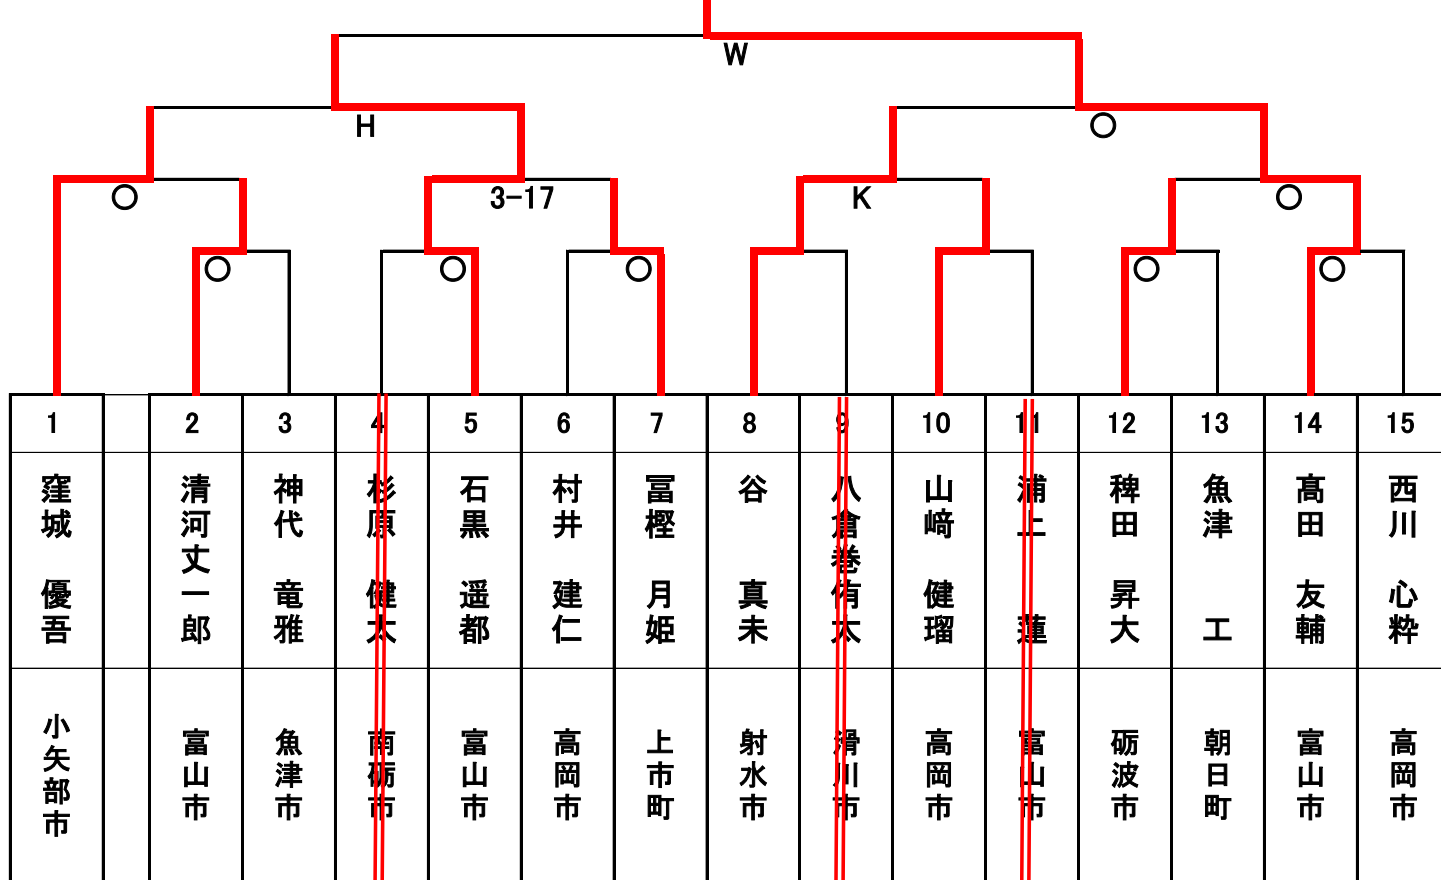 W
H
○
○
3-17
K
○
○
○
○
○
○
1
2
3
4
5
6
7
8
9
10
11
12
13
14
15
窪城 優吾
清河丈一郎
神代 竜雅
杉原 健太
石黒 遥都
村井 建仁
冨樫 月姫
谷 真未
八倉巻侑太
山﨑 健瑠
浦上 蓮
稗田 昇大
魚津 工
髙田 友輔
西川 心粋
小矢部市
富山市
魚津市
南砺市
富山市
高岡市
上市町
射水市
滑川市
高岡市
富山市
砺波市
朝日町
富山市
高岡市